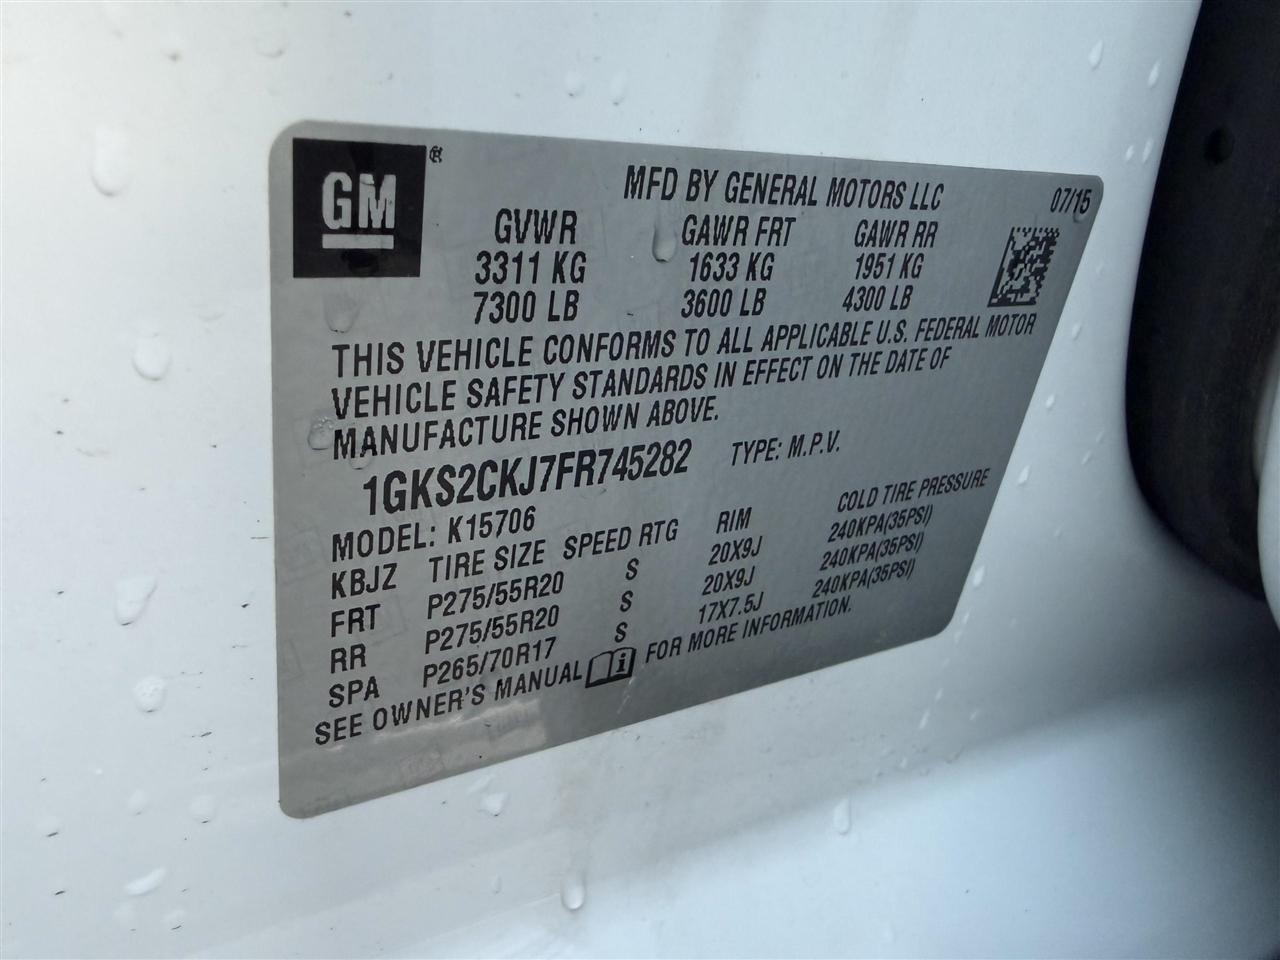 GM®
MFD BY GENERAL MOTORS LLC 07/15
GVWR GAWR FRT GAWR RR
3311 KG 1633 KG 1951 KG
7300 LB 3600 LB 4300 LB
THIS VEHICLE CONFORMS TO ALL APPLICABLE U.S. FEDERAL MOTOR
VEHICLE SAFETY STANDARDS IN EFFECT ON THE DATE OF
MANUFACTURE SHOWN ABOVE.
1GKS2CKJ7FR745282 TYPE: M.P.V.
MODEL: K15706
KBJZ TIRE SIZE SPEED RTG RIM COLD TIRE PRESSURE
FRT P275/55R20 S 20X9J 240KPA(35PSI)
RR P275/55R20 S 20X9J 240KPA(35PSI)
SPA P265/70R17 S 17X7.5J 240KPA(35PSI)
SEE OWNER'S MANUAL i FOR MORE INFORMATION.